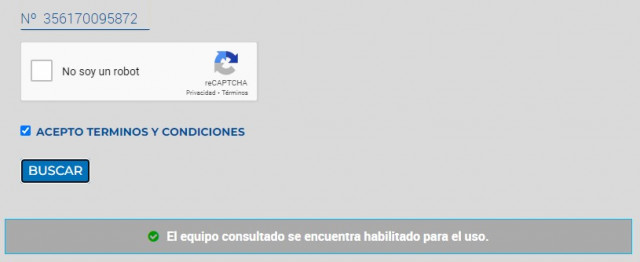 Nº 356170095872
No soy un robot
reCAPTCHA
Privacidad - Términos
ACEPTO TERMINOS Y CONDICIONES
BUSCAR
El equipo consultado se encuentra habilitado para el uso.